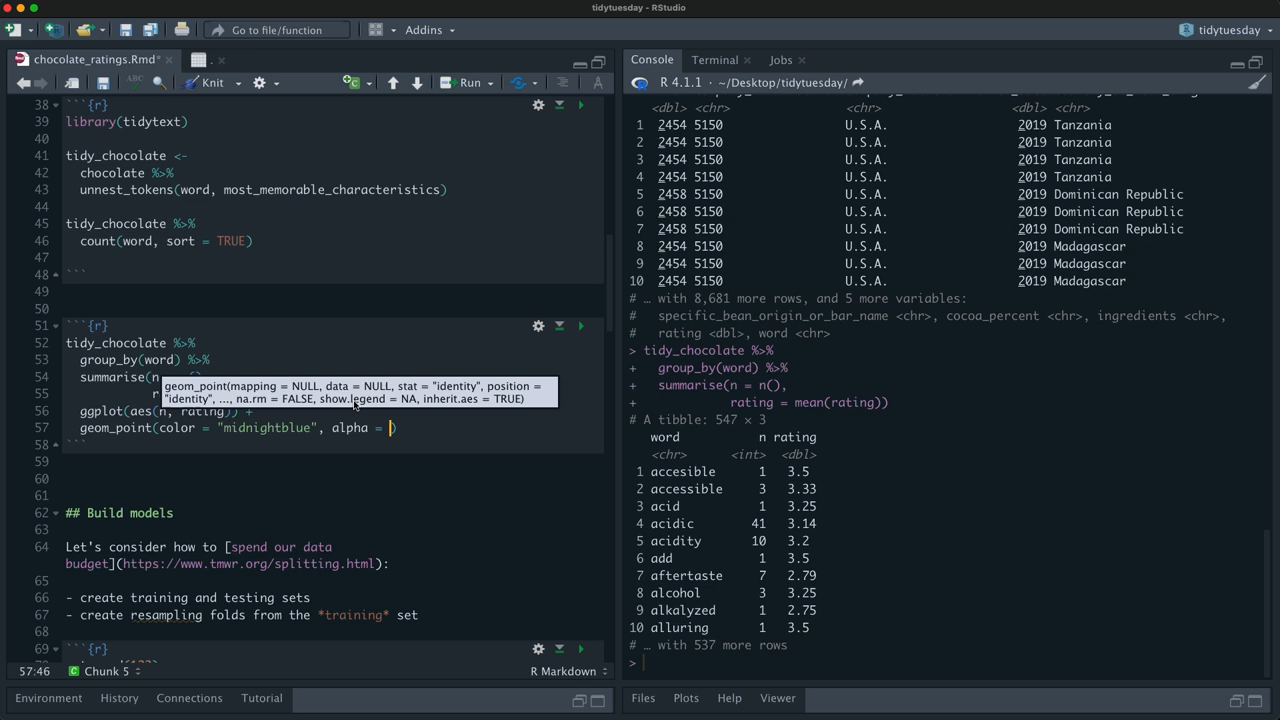 tidytuesday - RStudio
Go to file/function
Addins
tidytuesday
chocolate_ratings.Rmd*
.
ABC
Knit
Run
38 ```{r}
39 library(tidytext)
40
41 tidy_chocolate <-
42 chocolate %>%
43 unnest_tokens(word, most_memorable_characteristics)
44
45 tidy_chocolate %>%
46 count(word, sort = TRUE)
47
48 ```
49
50
51 ```{r}
52 tidy_chocolate %>%
53 group_by(word) %>%
54 summarise(n
geom_point(mapping = NULL, data = NULL, stat = "identity", position =
"identity", ..., na.rm = FALSE, show.legend = NA, inherit.aes = TRUE)
55 r
56 ggplot(aes(n, rating)) +
57 geom_point(color = "midnightblue", alpha = )
58 ```
59
60
61
62 ## Build models
63
64 Let's consider how to [spend our data
budget](https://www.tmwr.org/splitting.html):
65
66 - create training and testing sets
67 - create resampling folds from the *training* set
68
69 ```{r}
57:46 Chunk 5 R Markdown
Environment History Connections Tutorial
Console Terminal Jobs
R 4.1.1 · ~/Desktop/tidytuesday/
<dbl> <chr> <chr> <dbl> <chr>
1 2454 5150 U.S.A. 2019 Tanzania
2 2454 5150 U.S.A. 2019 Tanzania
3 2454 5150 U.S.A. 2019 Tanzania
4 2454 5150 U.S.A. 2019 Tanzania
5 2458 5150 U.S.A. 2019 Dominican Republic
6 2458 5150 U.S.A. 2019 Dominican Republic
7 2458 5150 U.S.A. 2019 Dominican Republic
8 2454 5150 U.S.A. 2019 Madagascar
9 2454 5150 U.S.A. 2019 Madagascar
10 2454 5150 U.S.A. 2019 Madagascar
# … with 8,681 more rows, and 5 more variables:
# specific_bean_origin_or_bar_name <chr>, cocoa_percent <chr>, ingredients <chr>,
# rating <dbl>, word <chr>
> tidy_chocolate %>%
+ group_by(word) %>%
+ summarise(n = n(),
+ rating = mean(rating))
# A tibble: 547 × 3
word n rating
<chr> <int> <dbl>
1 accesible 1 3.5
2 accessible 3 3.33
3 acid 1 3.25
4 acidic 41 3.14
5 acidity 10 3.2
6 add 1 3.5
7 aftertaste 7 2.79
8 alcohol 3 3.25
9 alkalyzed 1 2.75
10 alluring 1 3.5
# … with 537 more rows
>
Files Plots Help Viewer